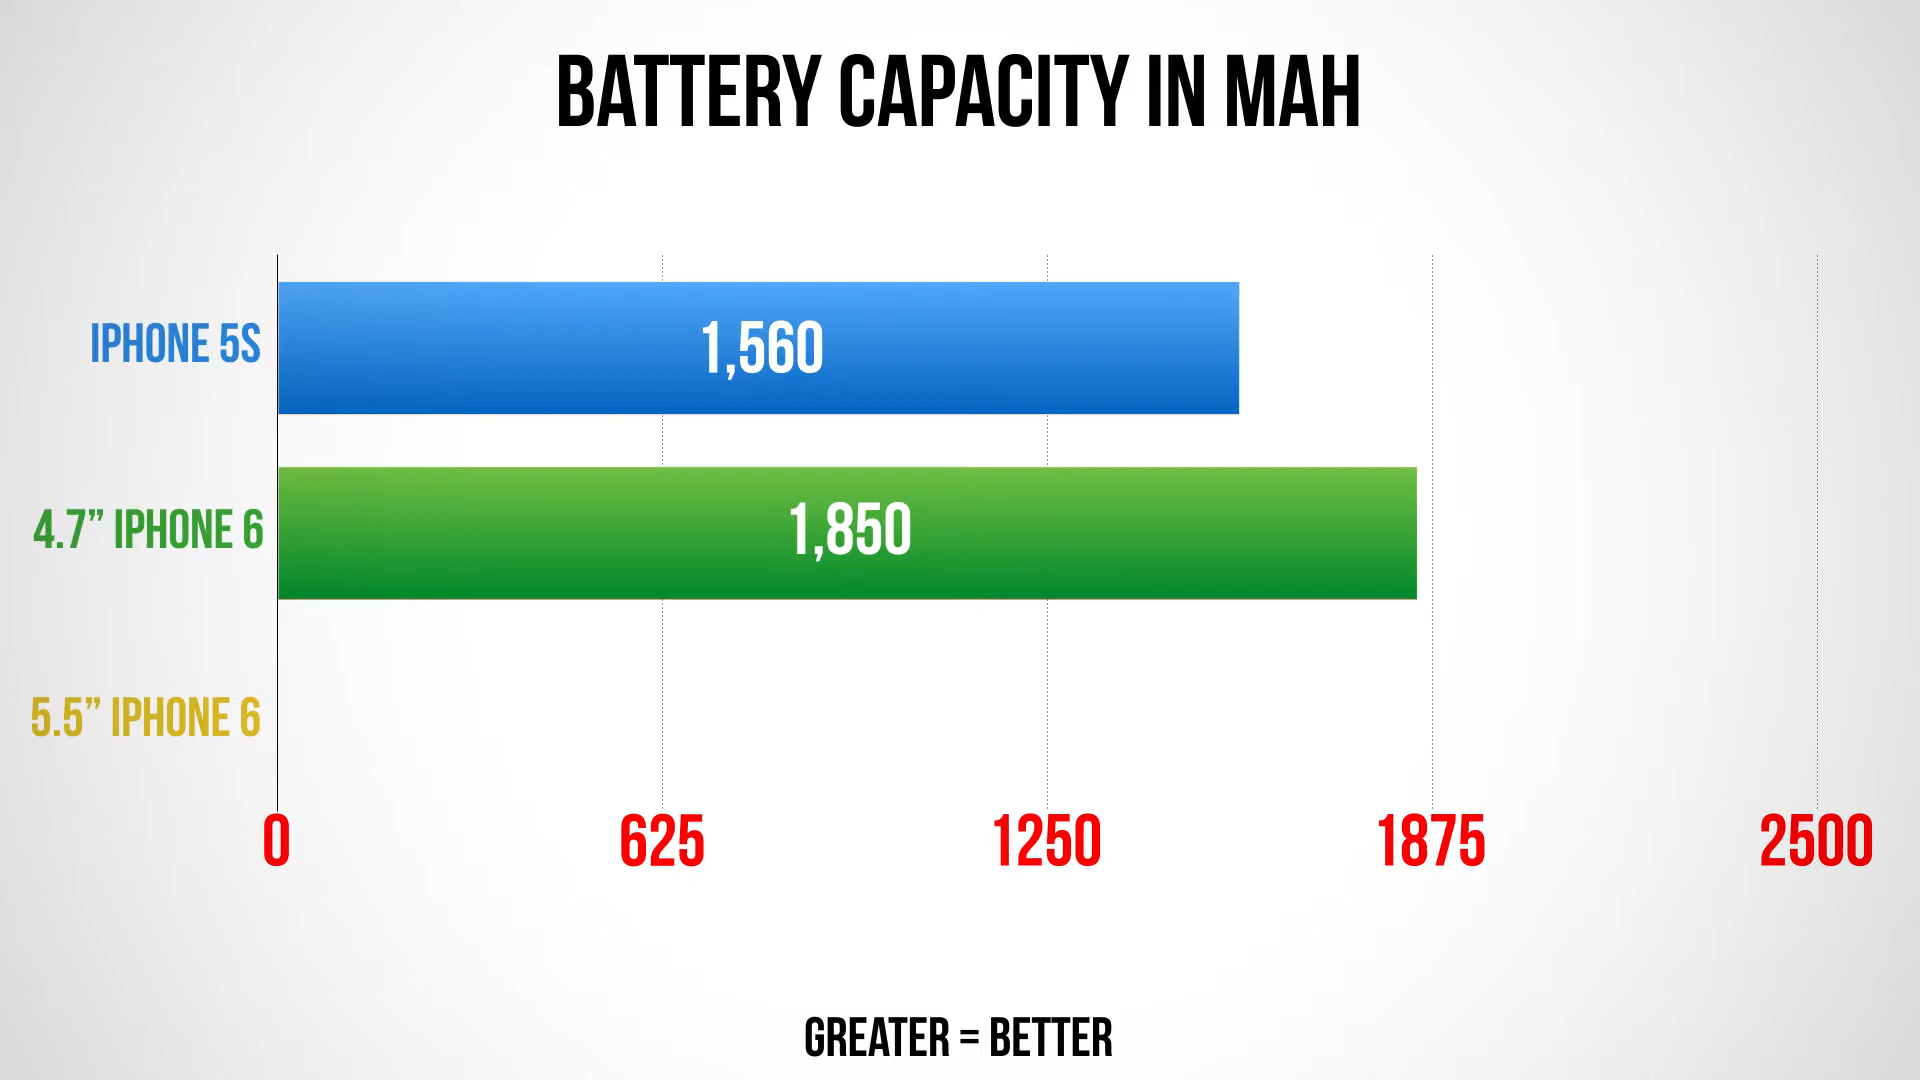 BATTERY CAPACITY IN MAH
IPHONE 5S
1,560
4.7” IPHONE 6
1,850
5.5” IPHONE 6
0 625 1250 1875 2500
GREATER = BETTER